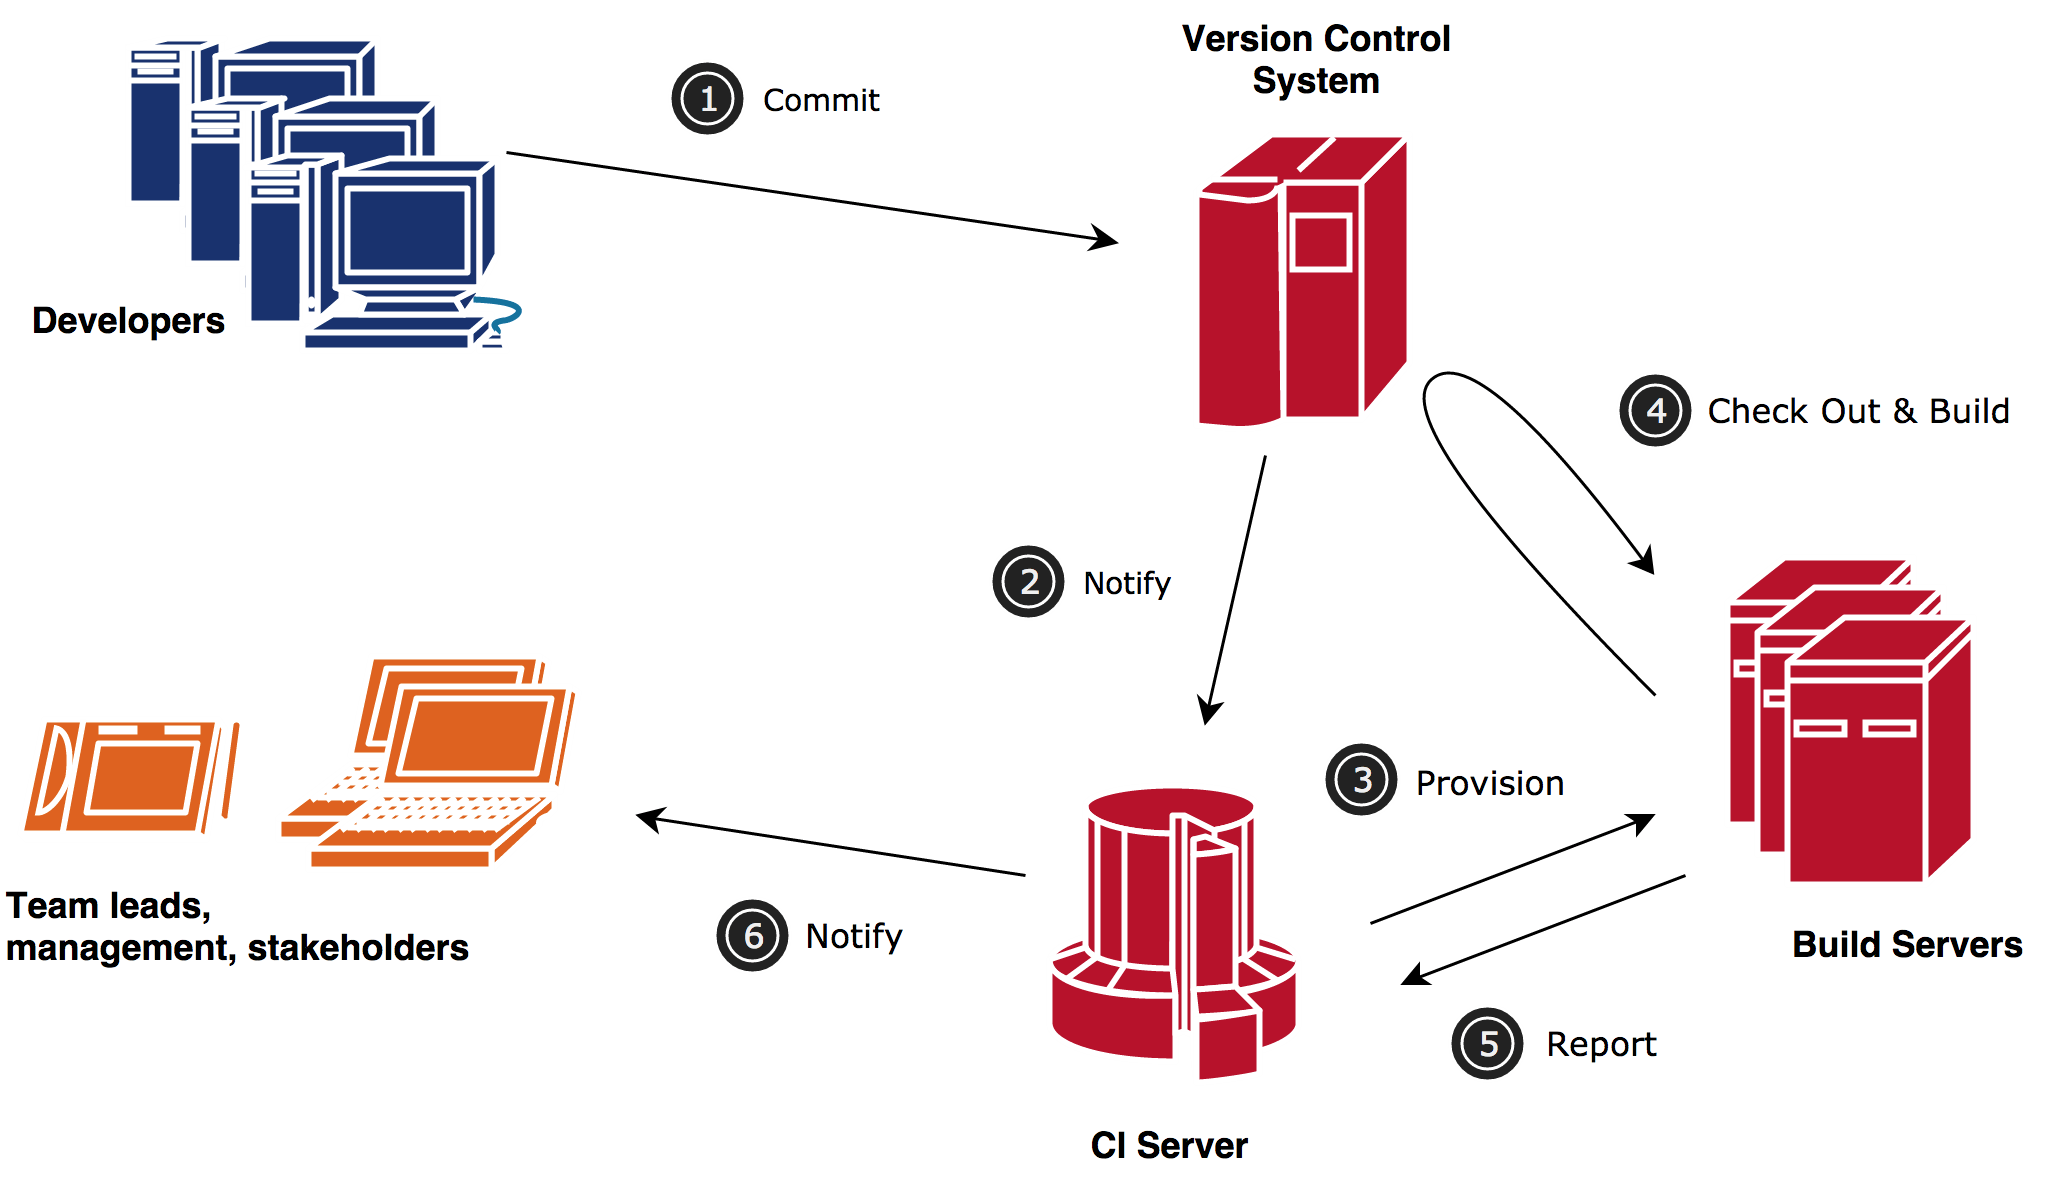 Version Control
System
1 Commit
Developers
4 Check Out & Build
2 Notify
3 Provision
Team leads,
management, stakeholders
6 Notify
Build Servers
5 Report
CI Server